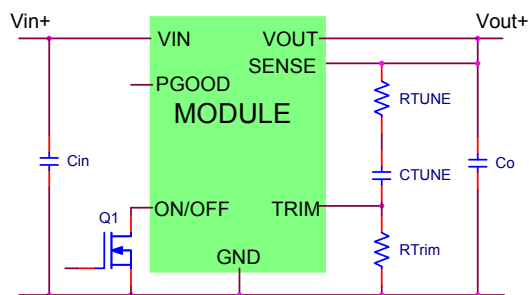 Vin+
Vout+
VIN
VOUT
SENSE
PGOOD
RTUNE
MODULE
Cin
CTUNE
Co
Q1
ON/OFF
TRIM
RTrim
GND